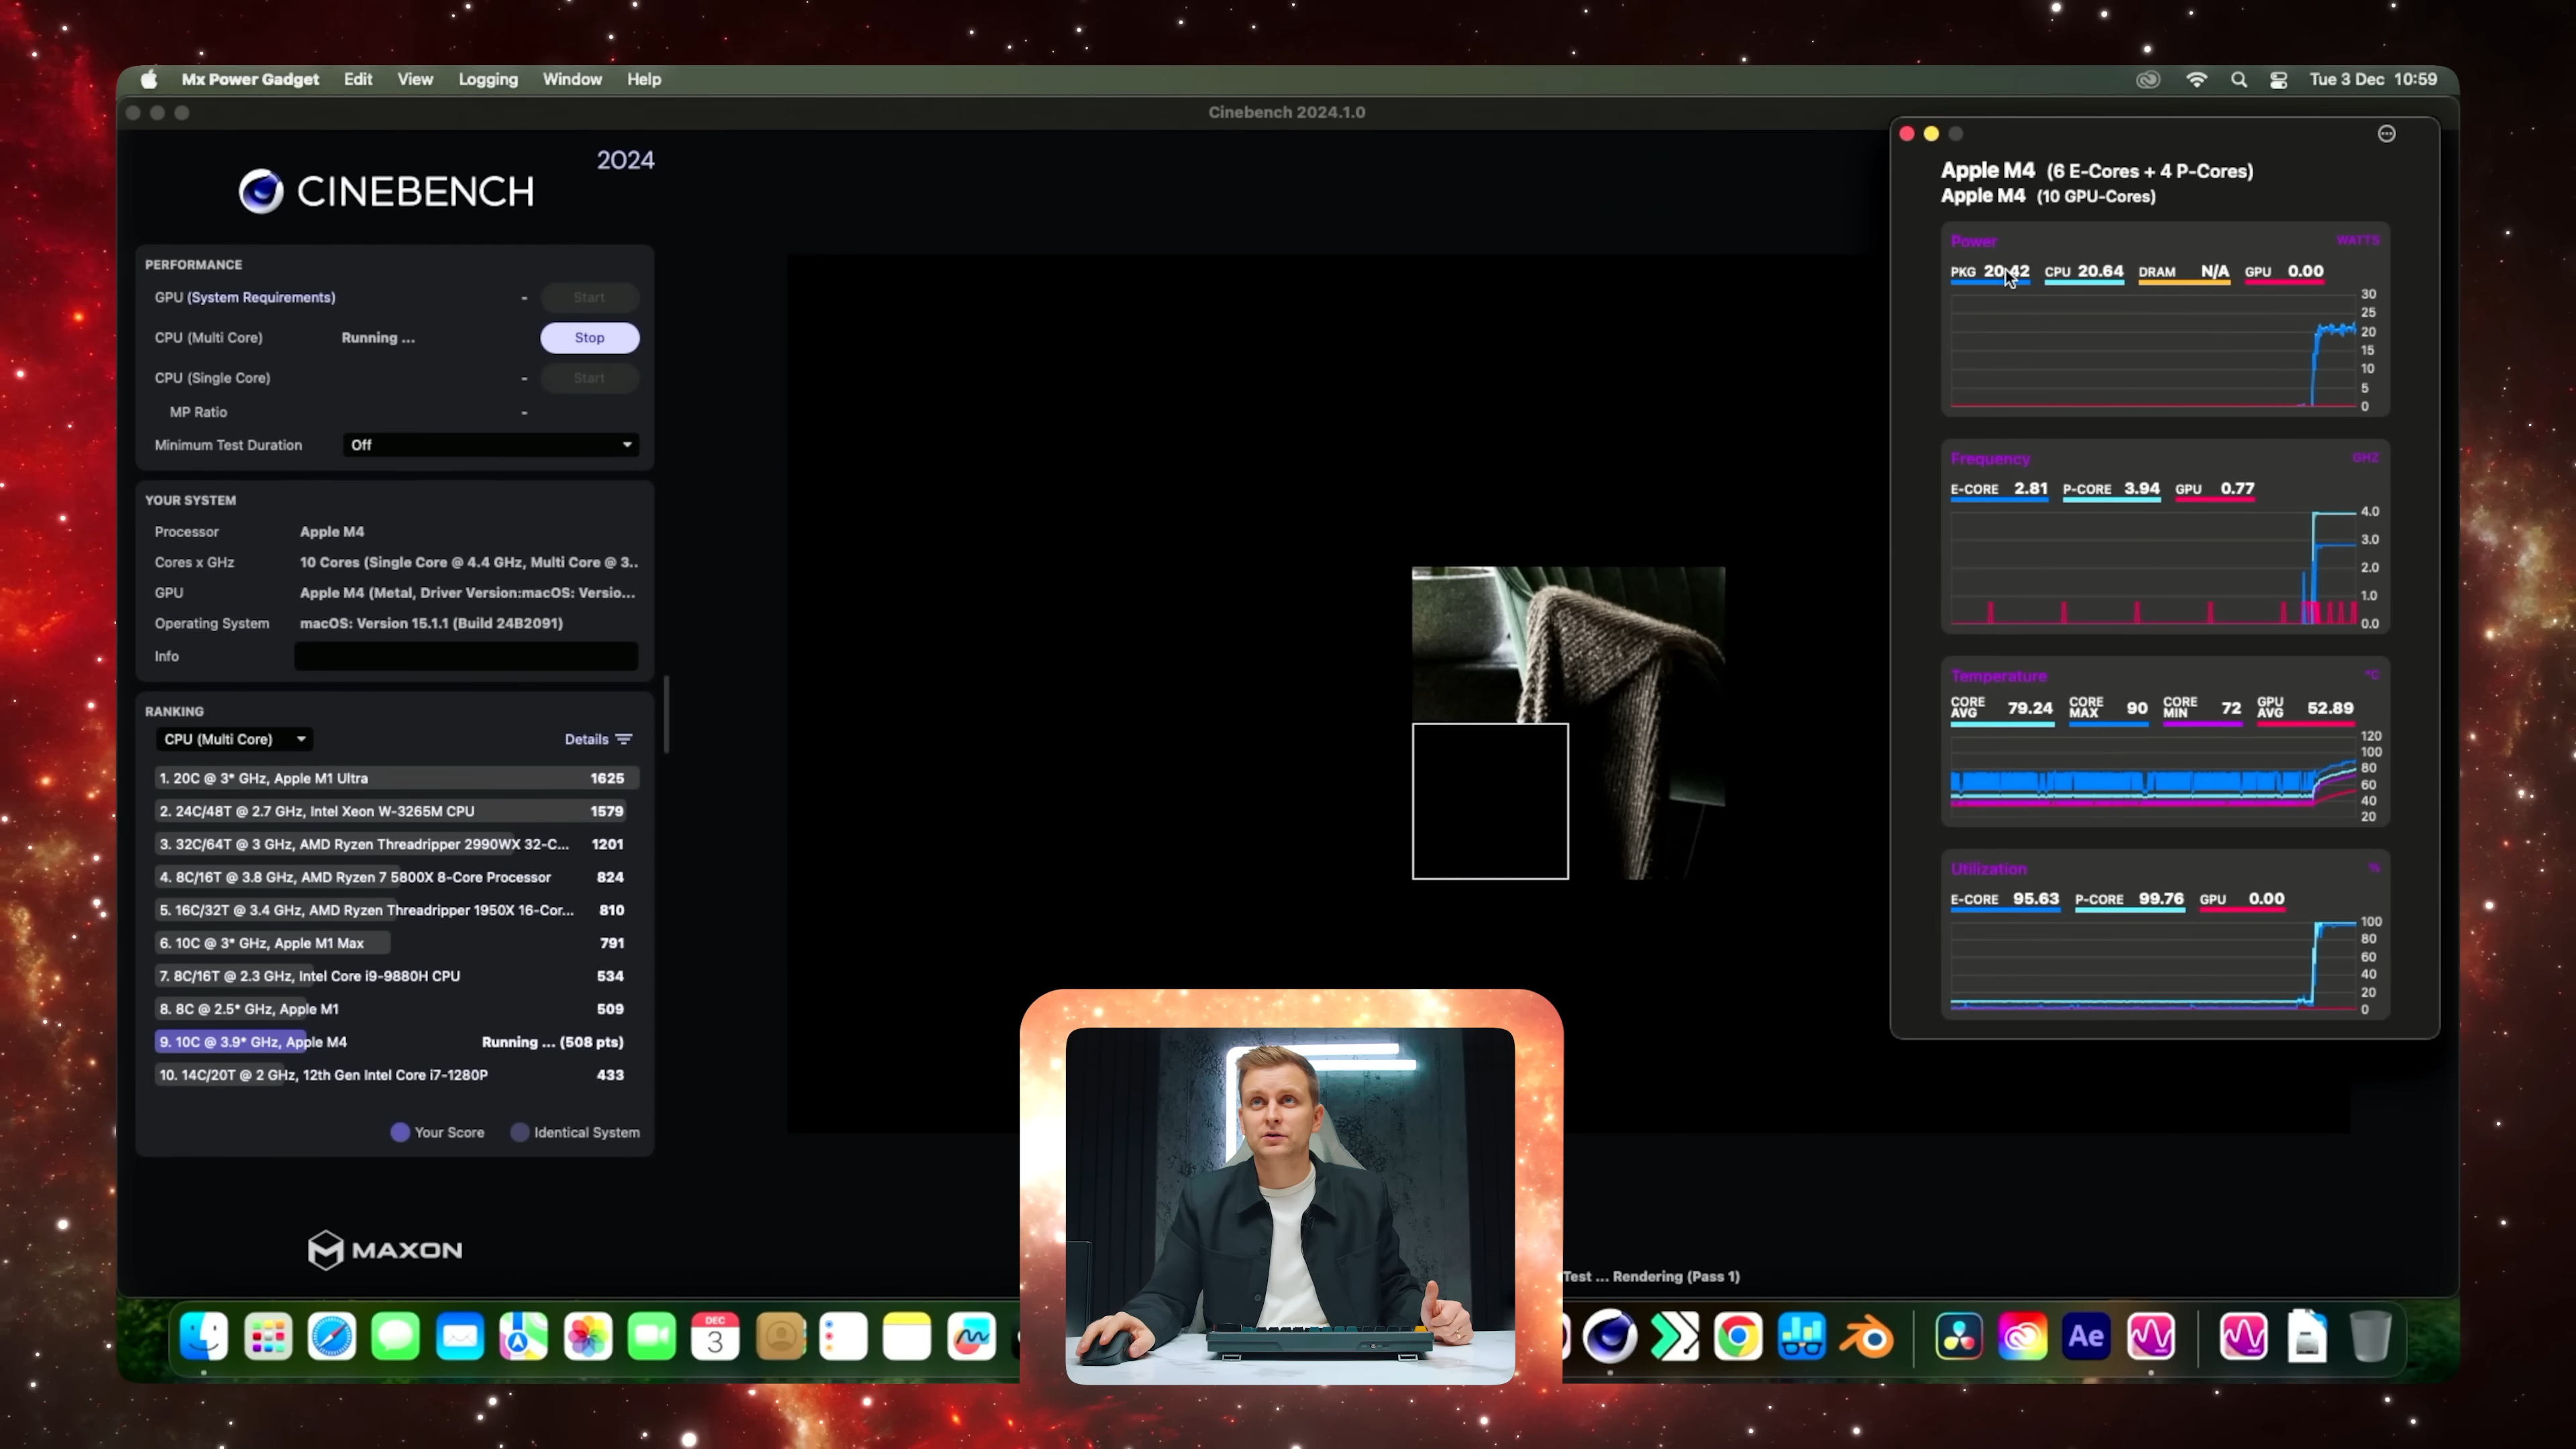 Mx Power Gadget Edit View Logging Window Help
Tue 3 Dec 10:59
Cinebench 2024.1.0
CINEBENCH 2024
PERFORMANCE
GPU (System Requirements) - Start
CPU (Multi Core) Running ... Stop
CPU (Single Core) - Start
MP Ratio -
Minimum Test Duration Off
YOUR SYSTEM
Processor Apple M4
Cores x GHz 10 Cores (Single Core @ 4.4 GHz, Multi Core @ 3..
GPU Apple M4 (Metal, Driver Version:macOS: Versio...
Operating System macOS: Version 15.1.1 (Build 24B2091)
Info
RANKING
CPU (Multi Core) Details
1. 20C @ 3* GHz, Apple M1 Ultra 1625
2. 24C/48T @ 2.7 GHz, Intel Xeon W-3265M CPU 1579
3. 32C/64T @ 3 GHz, AMD Ryzen Threadripper 2990WX 32-C... 1201
4. 8C/16T @ 3.8 GHz, AMD Ryzen 7 5800X 8-Core Processor 824
5. 16C/32T @ 3.4 GHz, AMD Ryzen Threadripper 1950X 16-Cor... 810
6. 10C @ 3* GHz, Apple M1 Max 791
7. 8C/16T @ 2.3 GHz, Intel Core i9-9880H CPU 534
8. 8C @ 2.5* GHz, Apple M1 509
9. 10C @ 3.9* GHz, Apple M4 Running ... (508 pts)
10. 14C/20T @ 2 GHz, 12th Gen Intel Core i7-1280P 433
Your Score Identical System
MAXON
Test ... Rendering (Pass 1)
Apple M4 (6 E-Cores + 4 P-Cores)
Apple M4 (10 GPU-Cores)
Power WATTS
PKG 20.42 CPU 20.64 DRAM N/A GPU 0.00
30
25
20
15
10
5
0
Frequency GHZ
E-CORE 2.81 P-CORE 3.94 GPU 0.77
4.0
3.0
2.0
1.0
0.0
Temperature °C
CORE AVG 79.24 CORE MAX 90 CORE MIN 72 GPU AVG 52.89
120
100
80
60
40
20
Utilization %
E-CORE 95.63 P-CORE 99.76 GPU 0.00
100
80
60
40
20
0
DEC
3
Ae